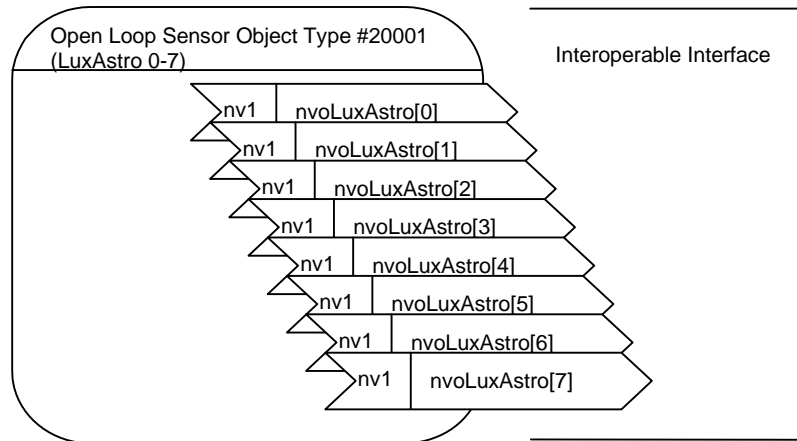 Open Loop Sensor Object Type #20001
(LuxAstro 0-7)
Interoperable Interface
nv1 nvoLuxAstro[0]
nv1 nvoLuxAstro[1]
nv1 nvoLuxAstro[2]
nv1 nvoLuxAstro[3]
nv1 nvoLuxAstro[4]
nv1 nvoLuxAstro[5]
nv1 nvoLuxAstro[6]
nv1 nvoLuxAstro[7]